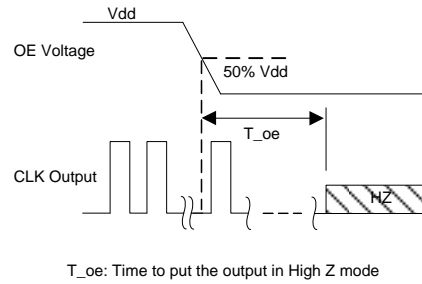 Vdd
OE Voltage
50% Vdd
T_oe
CLK Output
HZ
T_oe: Time to put the output in High Z mode